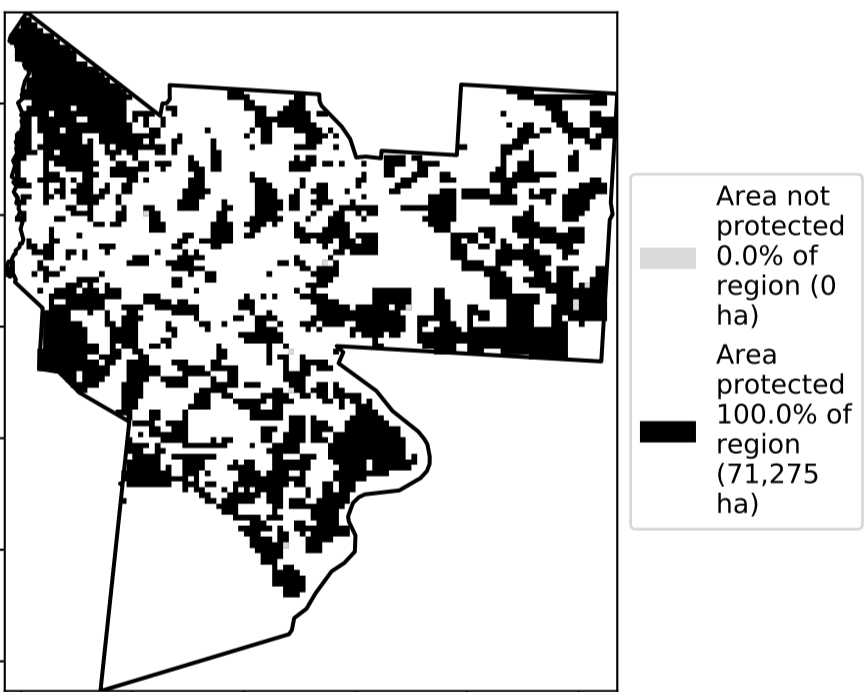 Area not
protected
0.0% of
region (0
ha)
Area
protected
100.0% of
region
(71,275
ha)